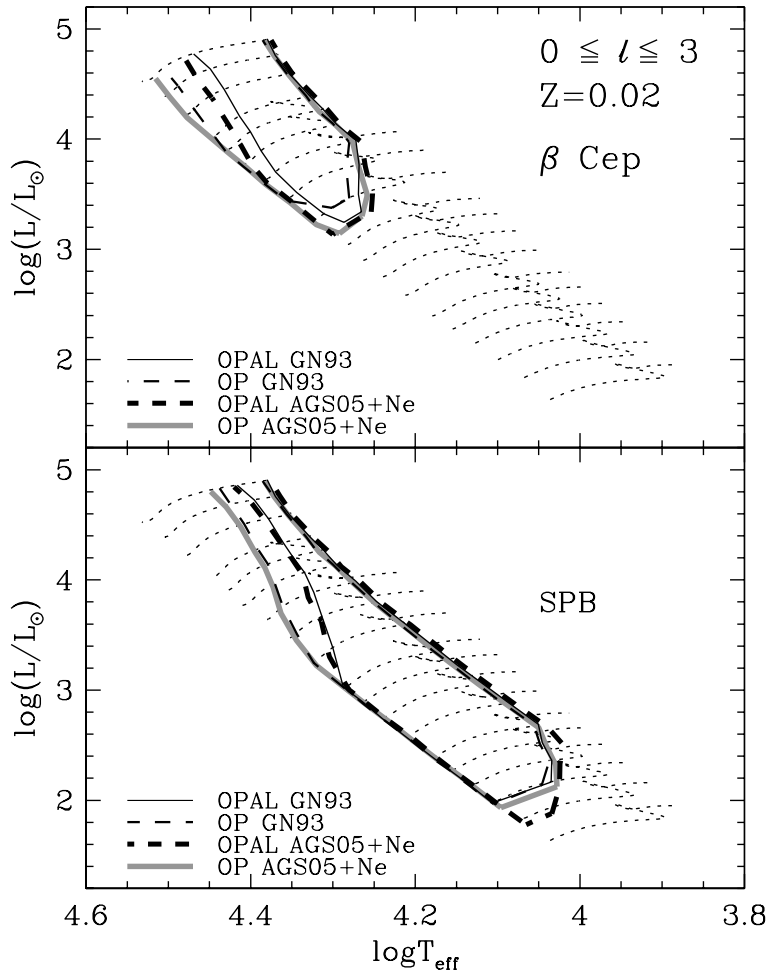 5
4
3
2
log(L/L☉)
0 ≦ l ≦ 3
Z=0.02
β Cep
OPAL GN93
OP GN93
OPAL AGS05+Ne
OP AGS05+Ne
5
4
3
2
log(L/L☉)
SPB
OPAL GN93
OP GN93
OPAL AGS05+Ne
OP AGS05+Ne
4.6 4.4 4.2 4 3.8
logTeff